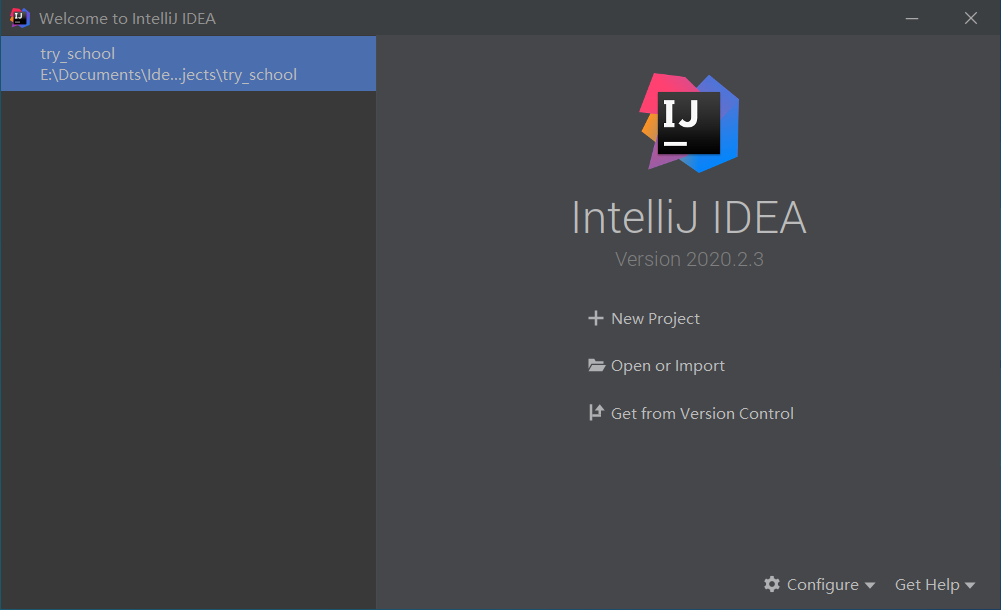 Welcome to IntelliJ IDEA
try_school
E:\Documents\Ide...jects\try_school
IJ
IntelliJ IDEA
Version 2020.2.3
New Project
Open or Import
Get from Version Control
Configure
Get Help